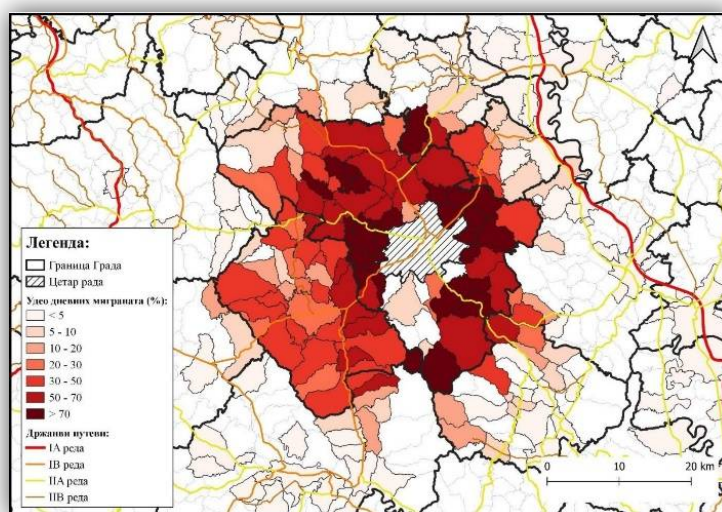 Легенда:
Граница Града
Цетар рада
Удео дневних миграната (%):
< 5
5 - 10
10 - 20
20 - 30
30 - 50
50 - 70
> 70
Државни путеви:
IA реда
IB реда
IIA реда
IIB реда
0 10 20 km